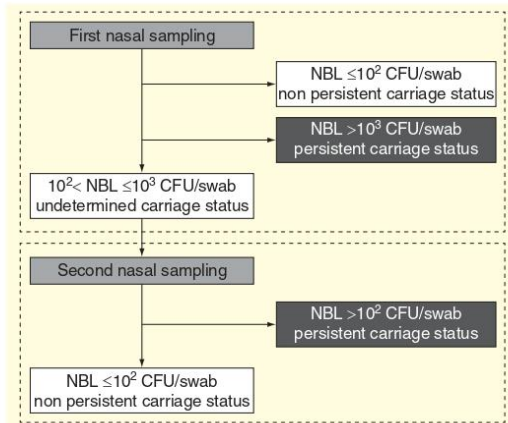 First nasal sampling
NBL ≤10² CFU/swab
non persistent carriage status
NBL >10³ CFU/swab
persistent carriage status
10²< NBL ≤10³ CFU/swab
undetermined carriage status
Second nasal sampling
NBL >10² CFU/swab
persistent carriage status
NBL ≤10² CFU/swab
non persistent carriage status